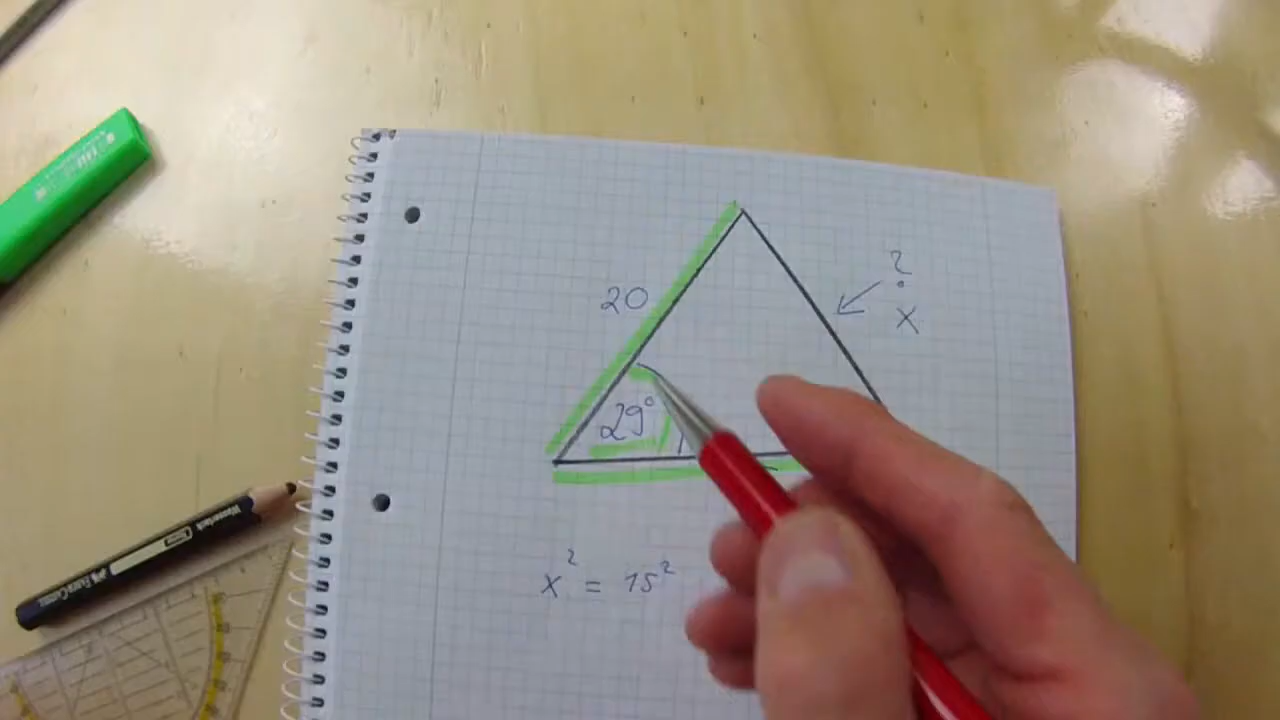 20
?
x
29°
x² = 15²